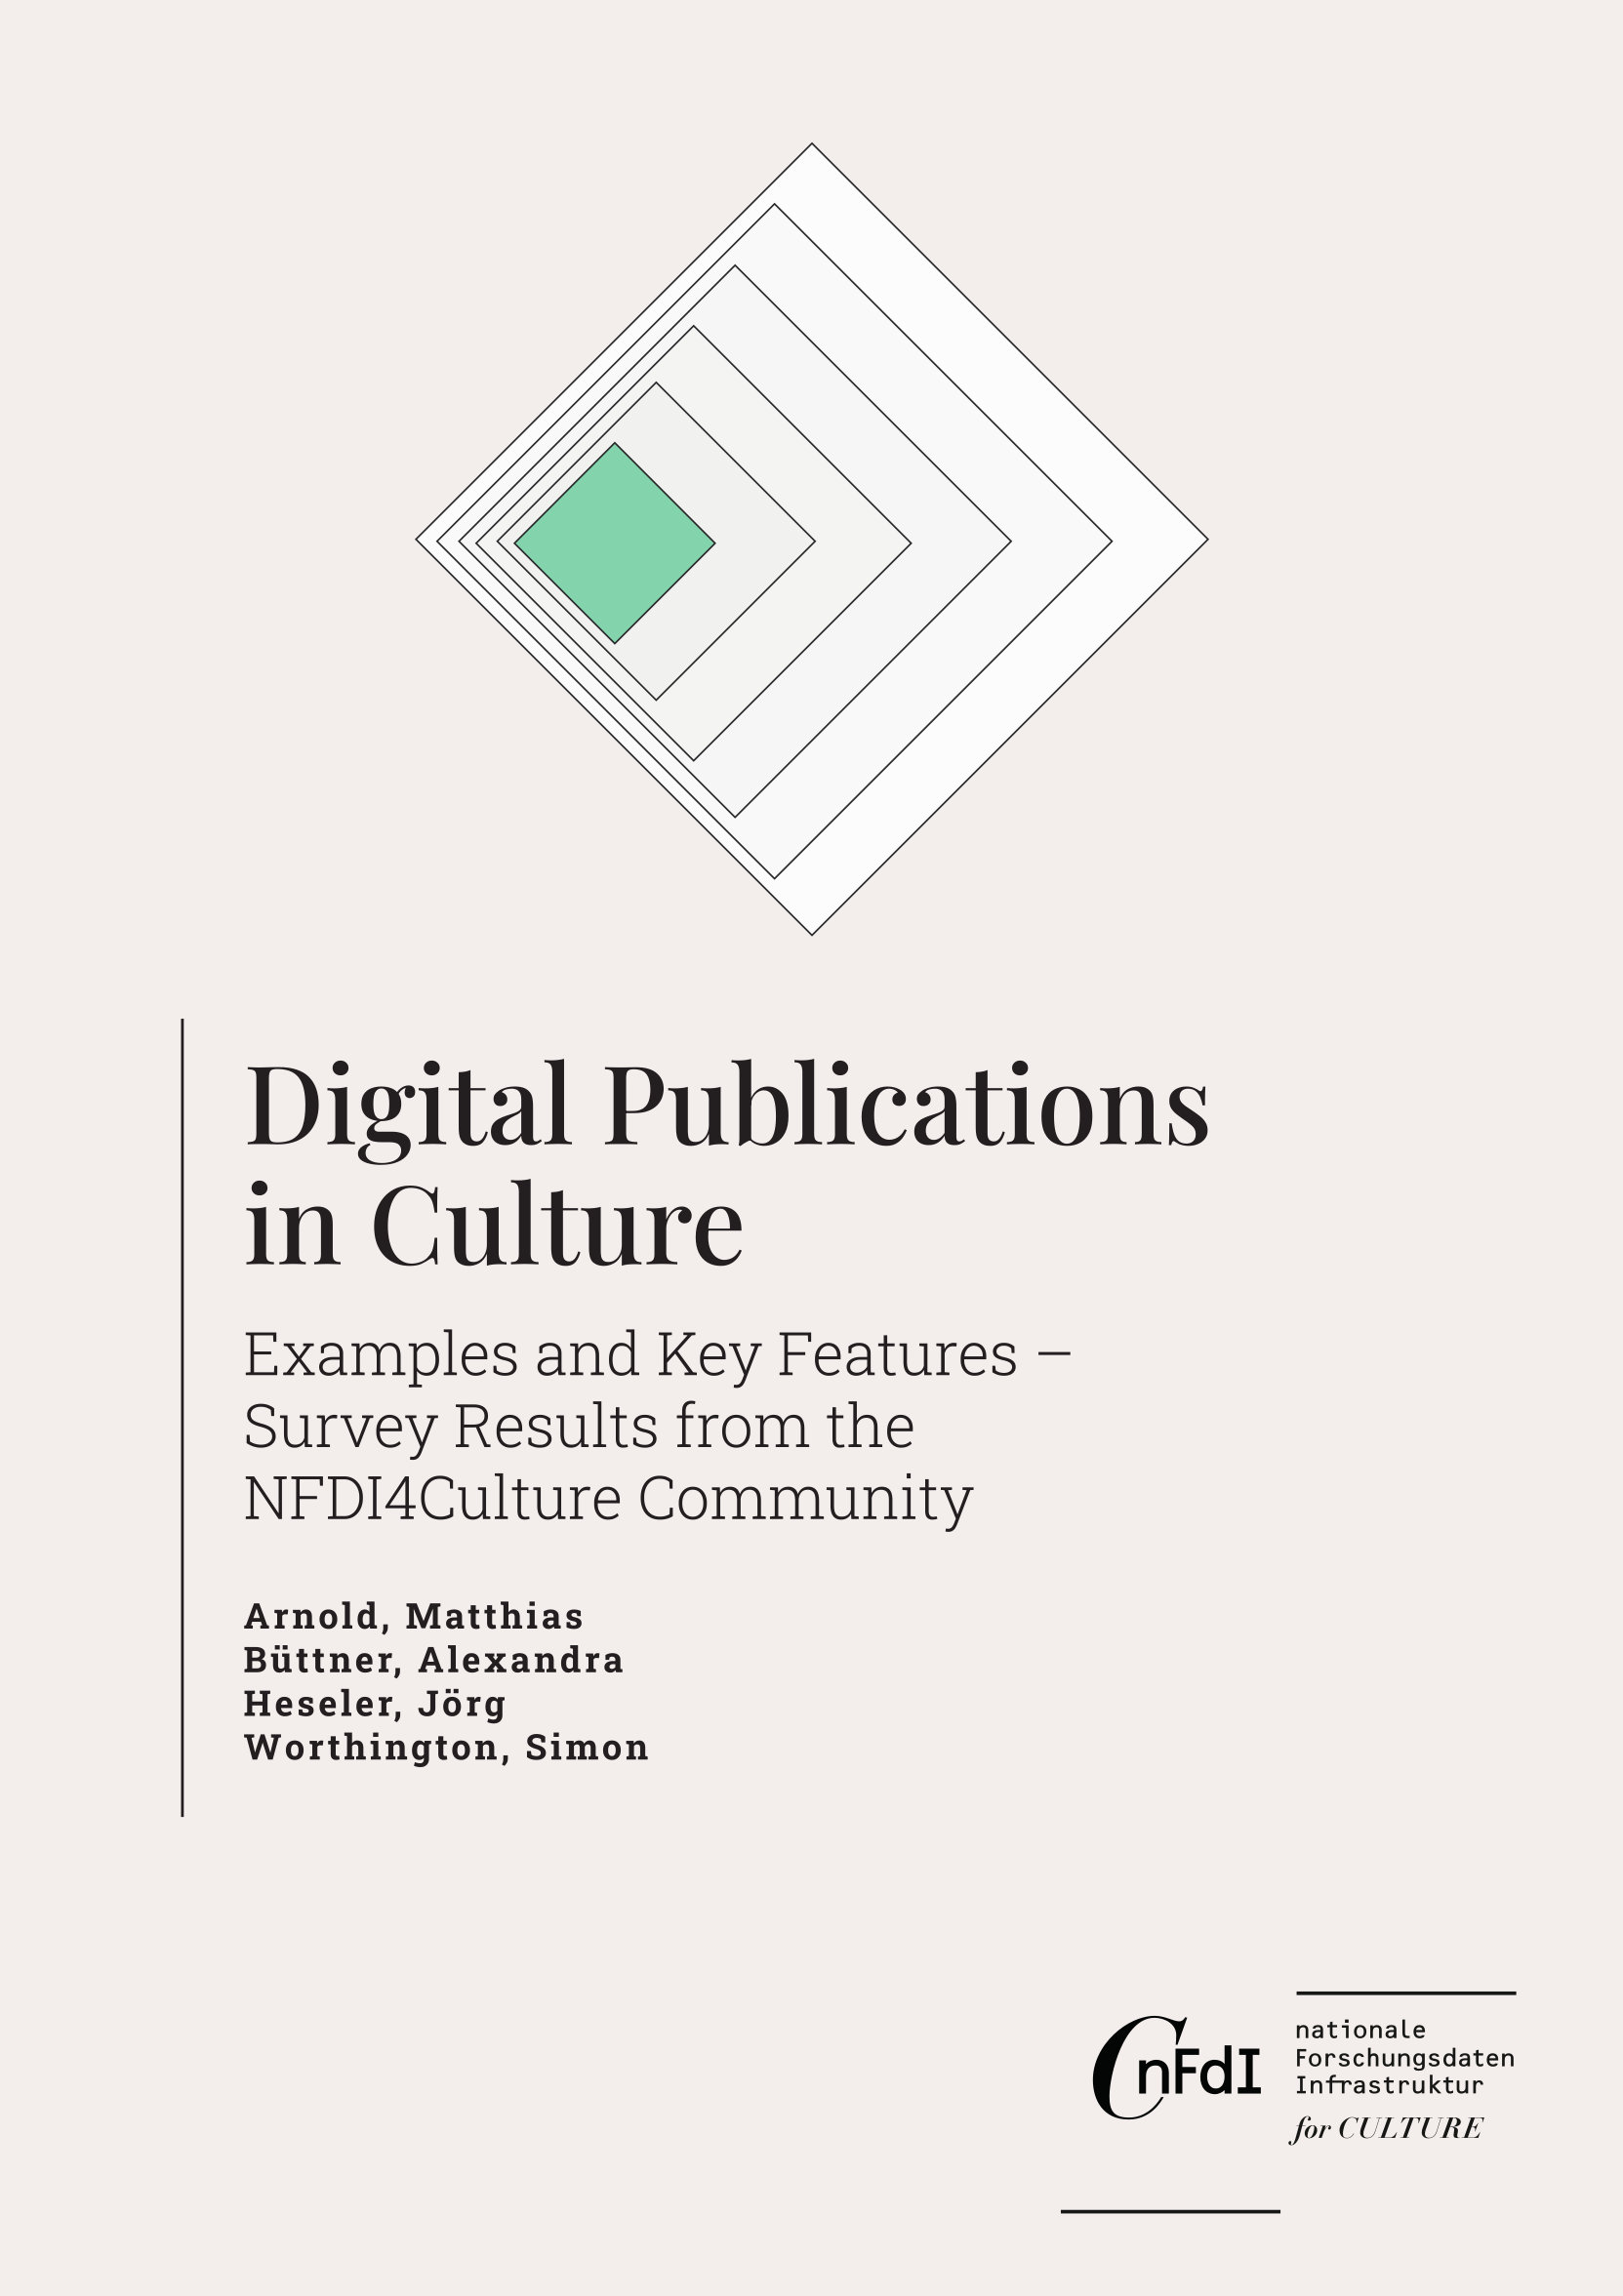 Digital Publications
in Culture
Examples and Key Features –
Survey Results from the
NFDI4Culture Community
Arnold, Matthias
Büttner, Alexandra
Heseler, Jörg
Worthington, Simon
CnFdI
nationale
Forschungsdaten
Infrastruktur
for CULTURE